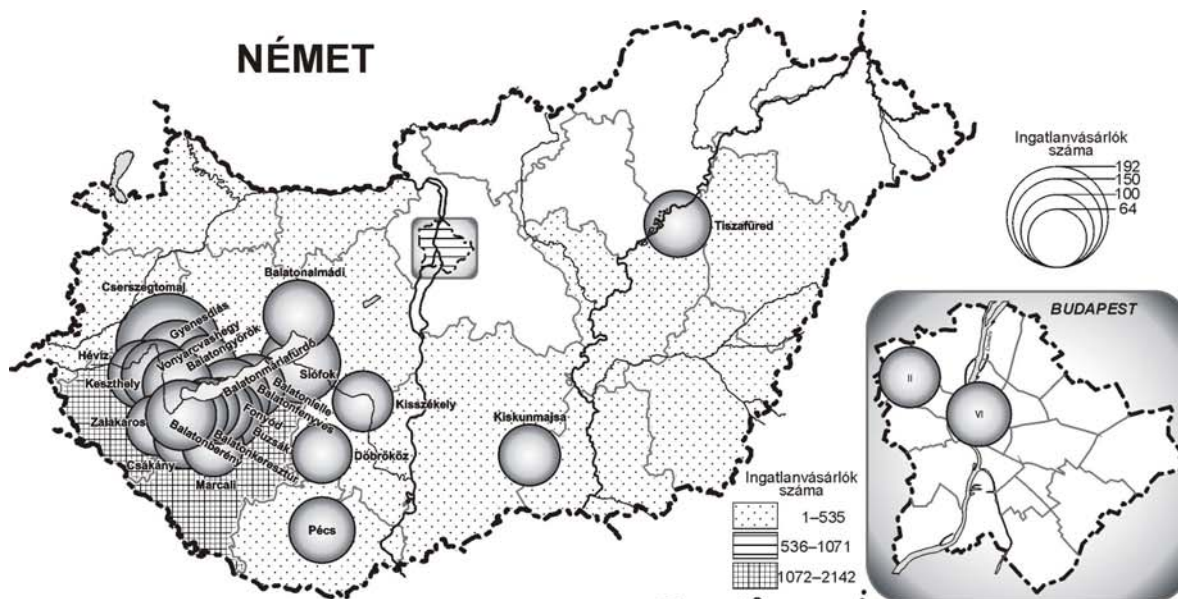 NÉMET
Ingatlanvásárlók
száma
192
150
100
64
Tiszafüred
Balatonalmádi
Cserszegtomaj
Gyenesdiás
Vonyarcvashegy
Balatongyörök
Hévíz
Keszthely
Balatonmáriafürdő
Siófok
Balatonlelle
Balatonfenyves
Fonyód
Buzsák
Kisszékely
Zalakaros
Balatonkeresztúr
Balatonberény
Csákány
Marcali
Döbrököz
Kiskunmajsa
Pécs
BUDAPEST
II
VI
Ingatlanvásárlók
száma
1–535
536–1071
1072–2142